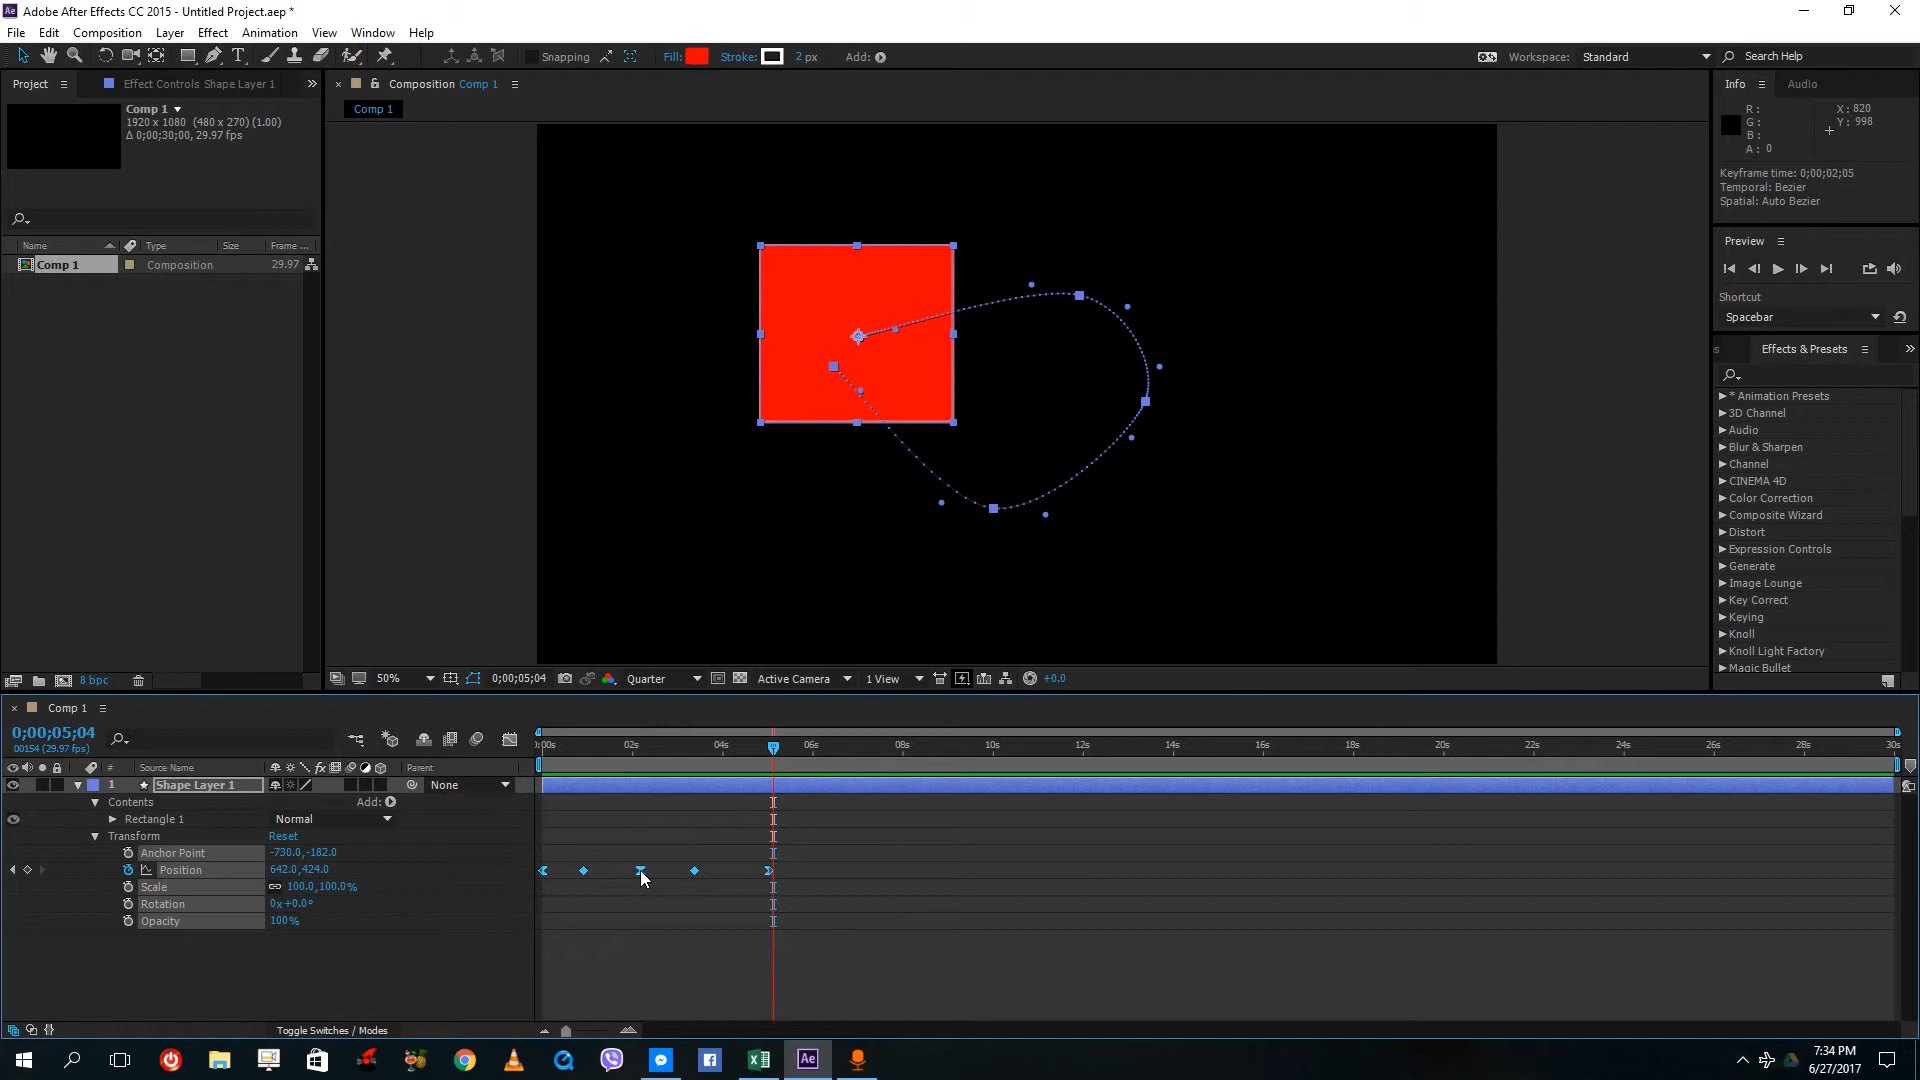 Adobe After Effects CC 2015 - Untitled Project.aep *
File Edit Composition Layer Effect Animation View Window Help
Snapping Fill: Stroke: 2 px Add: Workspace: Standard Search Help
Project Effect Controls Shape Layer 1 Composition Comp 1 Info Audio
Comp 1
Comp 1
1920 x 1080 (480 x 270) (1.00)
Δ 0;00;30;00, 29.97 fps
R : X : 820
G : Y : 998
B :
A : 0
Keyframe time: 0;00;02;05
Temporal: Bezier
Spatial: Auto Bezier
Name Type Size Frame ...
Comp 1 Composition 29.97
Preview
Shortcut
Spacebar
s Effects & Presets
* Animation Presets
3D Channel
Audio
Blur & Sharpen
Channel
CINEMA 4D
Color Correction
Composite Wizard
Distort
Expression Controls
Generate
Image Lounge
Key Correct
Keying
Knoll
Knoll Light Factory
Magic Bullet
8 bpc
50% 0;00;05;04 Quarter Active Camera 1 View +0.0
Comp 1
0;00;05;04
00154 (29.97 fps)
:00s 02s 04s 06s 08s 10s 12s 14s 16s 18s 20s 22s 24s 26s 28s 30s
# Source Name fx Parent
1 Shape Layer 1 None
Contents Add:
Rectangle 1 Normal
Transform Reset
Anchor Point -730.0,-182.0
Position 642.0,424.0
Scale 100.0,100.0%
Rotation 0x+0.0°
Opacity 100%
Toggle Switches / Modes
Ae
7:34 PM
6/27/2017